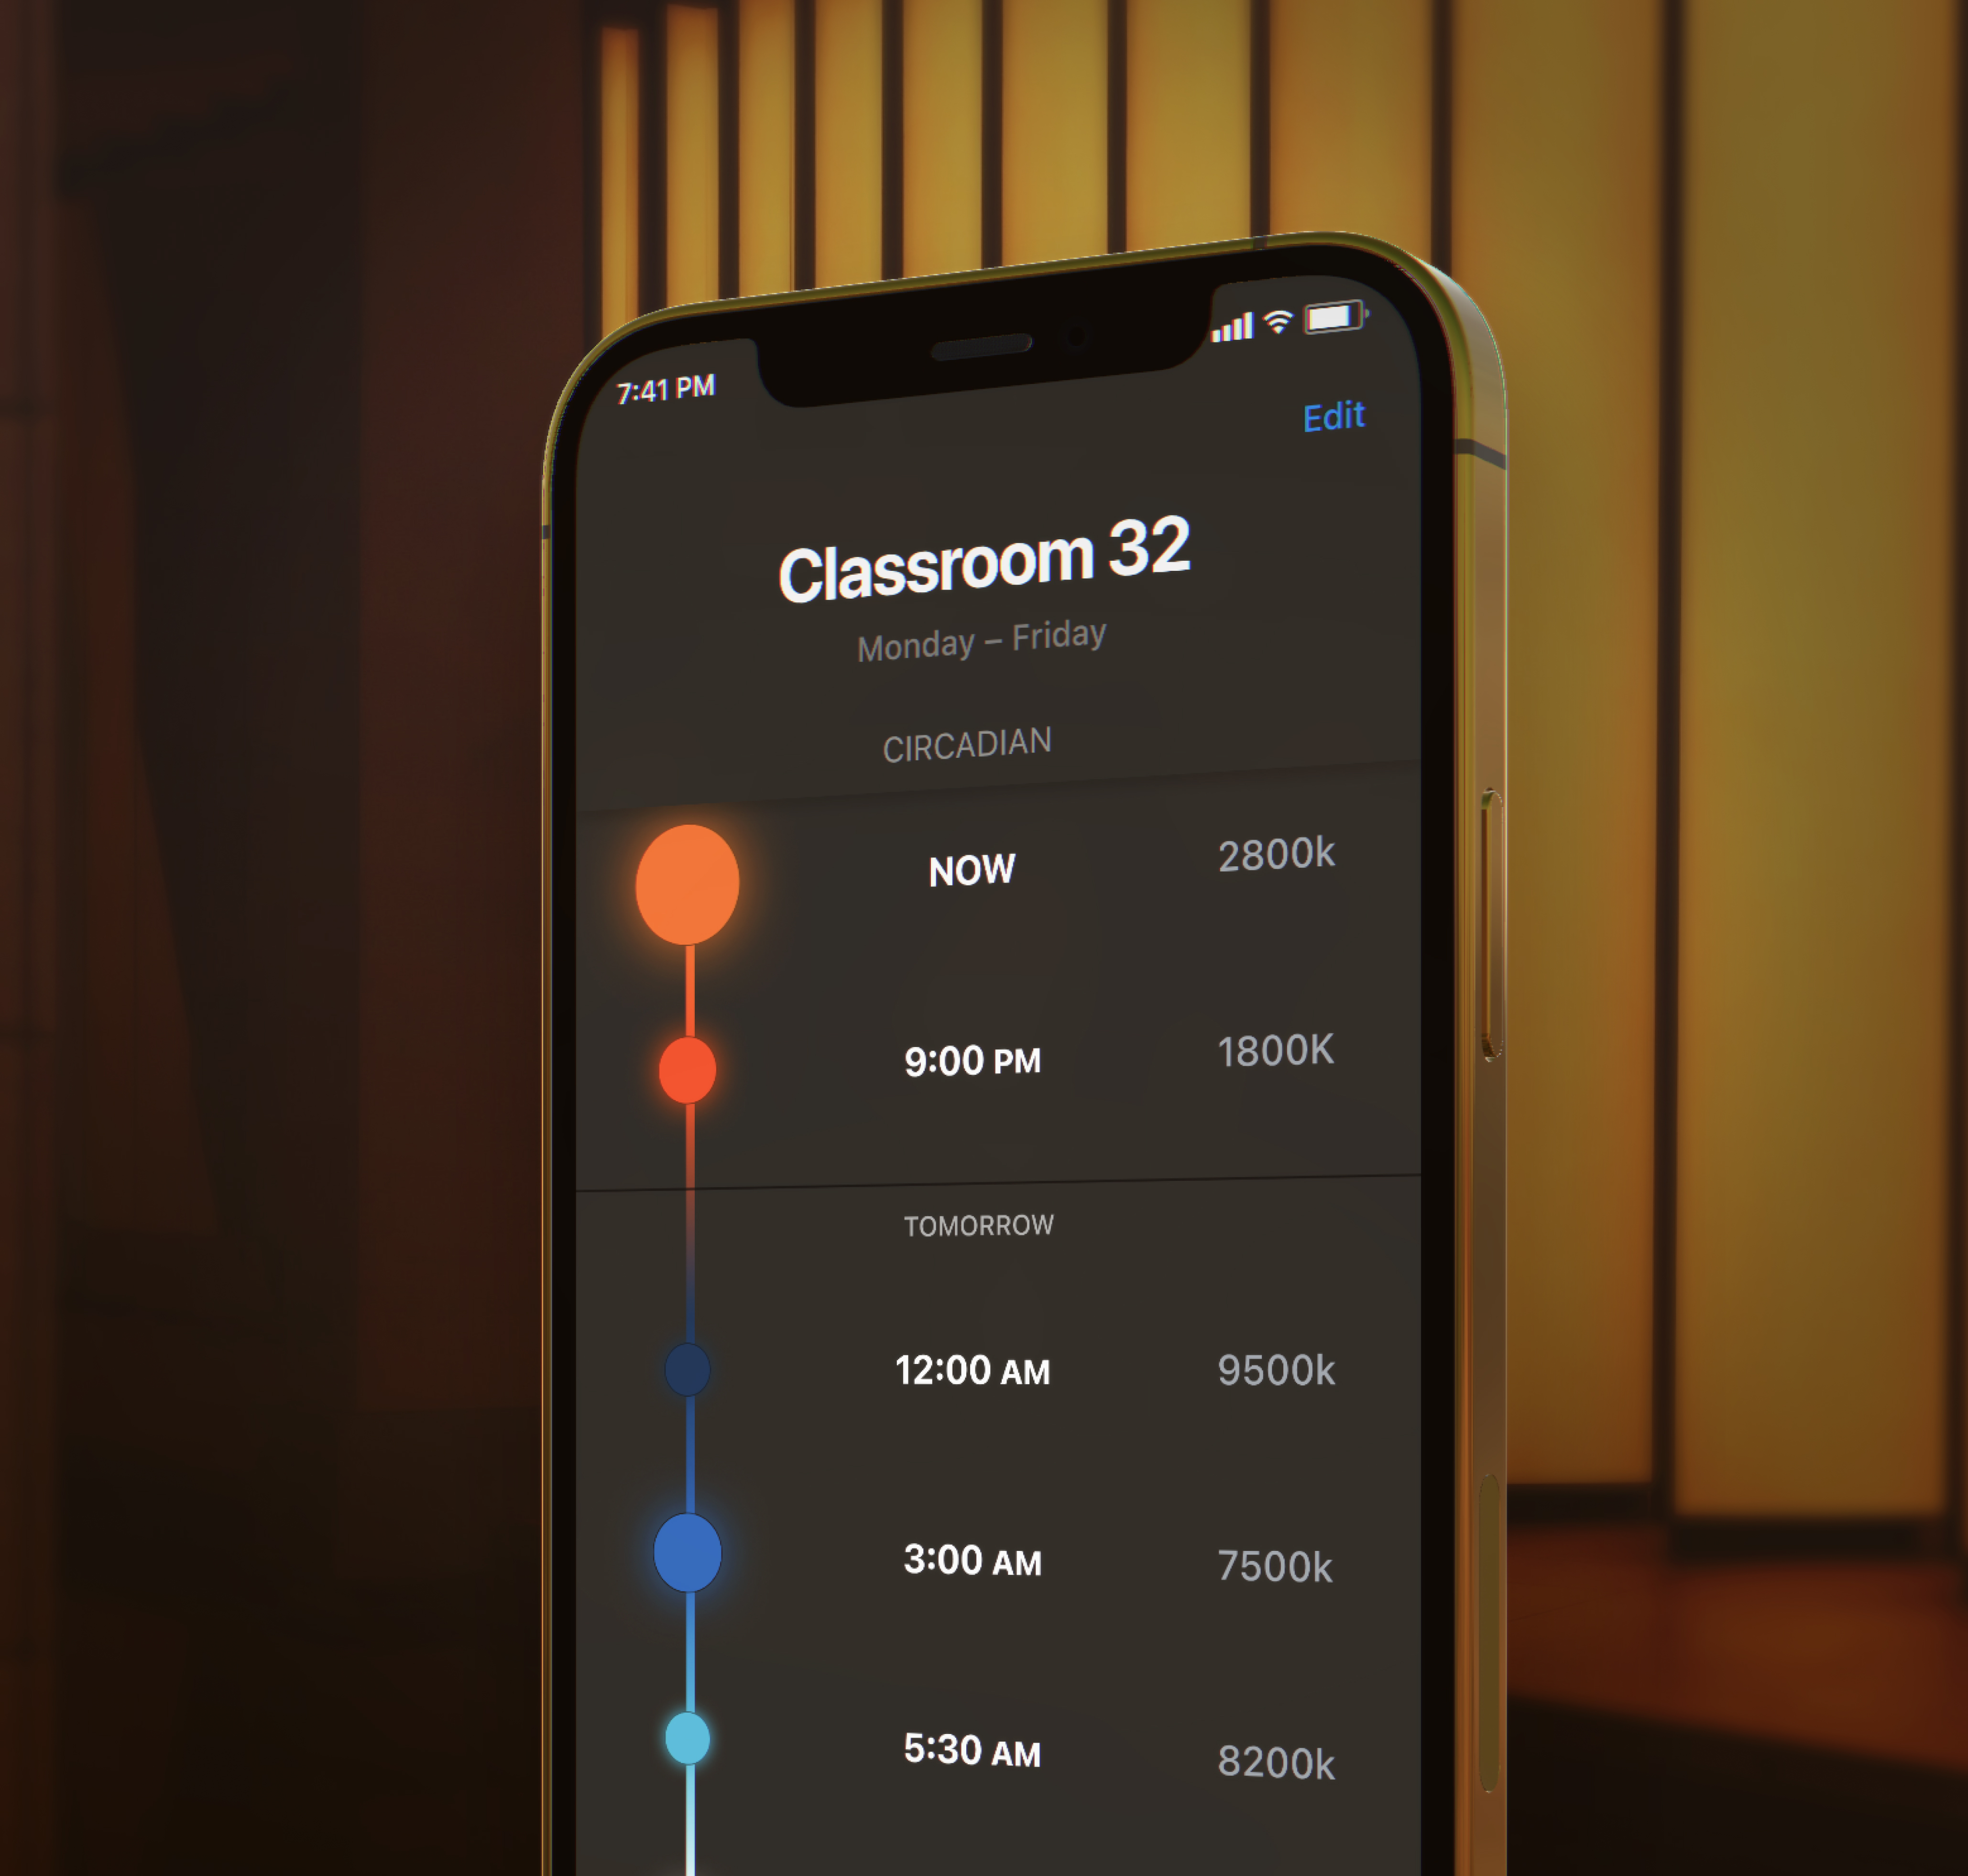 7:41 PM
Edit
Classroom 32
Monday – Friday
CIRCADIAN
NOW 2800k
9:00 PM 1800K
TOMORROW
12:00 AM 9500k
3:00 AM 7500k
5:30 AM 8200k